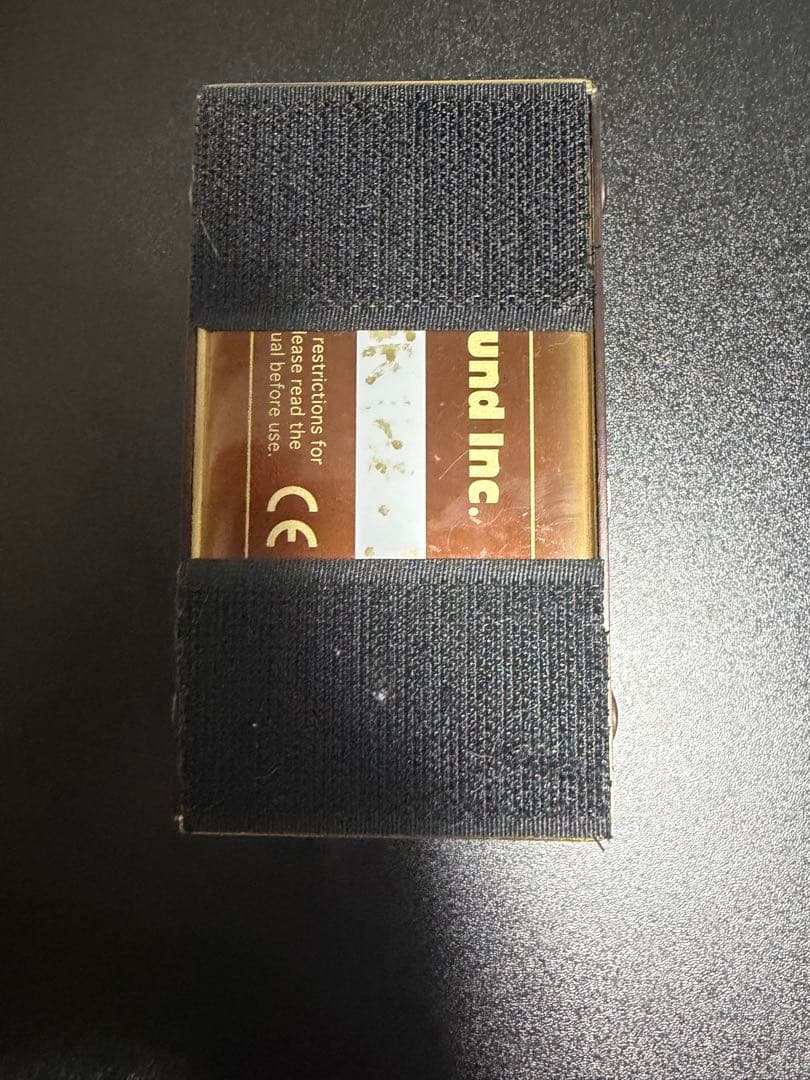 und Inc.
restrictions for
lease read the
ual before use.
CE